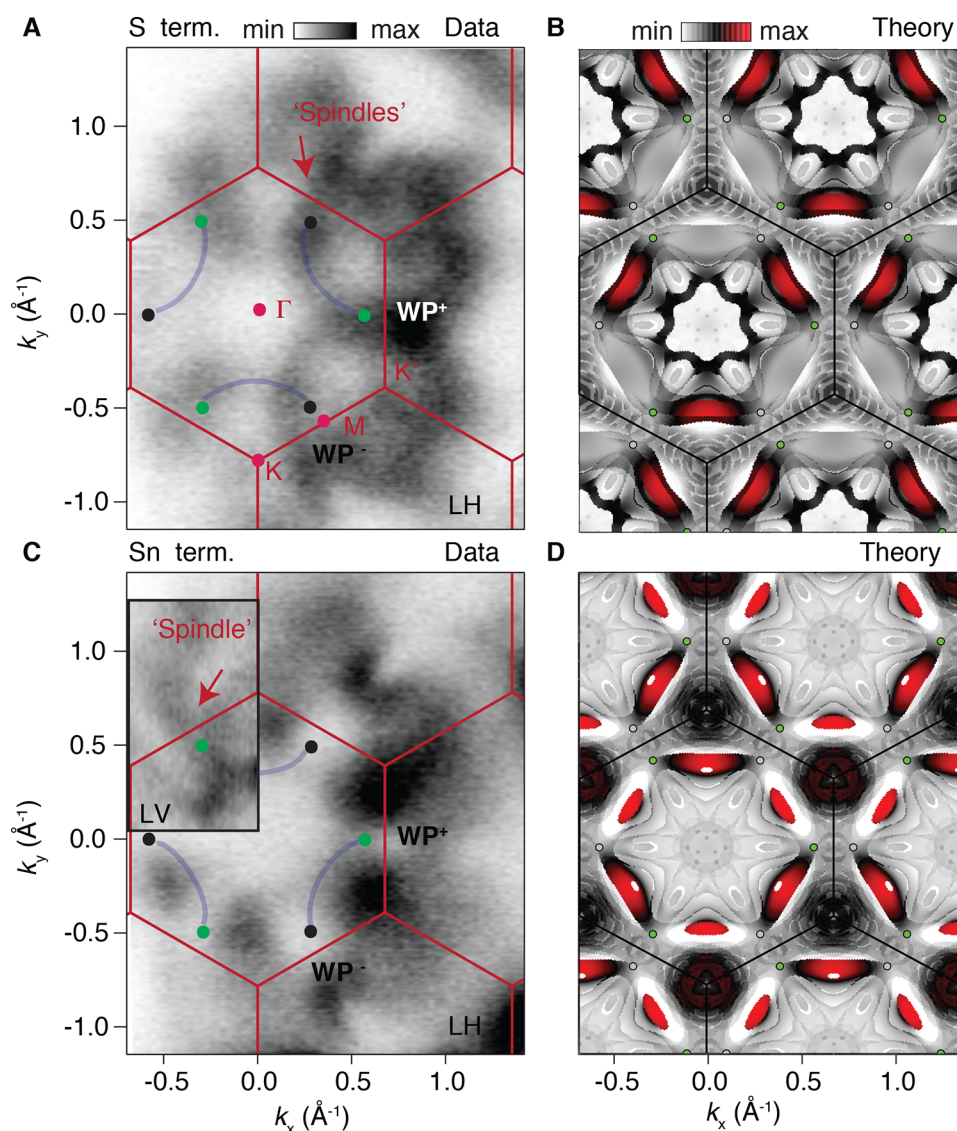 A S term. min max Data
'Spindles'
1.0
0.5
0.0
-0.5
-1.0
k_y (Å⁻¹)
Γ
WP⁺
K'
M
WP⁻
K
LH
B min max Theory
C Sn term. Data
'Spindle'
1.0
0.5
0.0
-0.5
-1.0
k_y (Å⁻¹)
LV
WP⁺
WP⁻
LH
-0.5 0.0 0.5 1.0
k_x (Å⁻¹)
D Theory
-0.5 0.0 0.5 1.0
k_x (Å⁻¹)